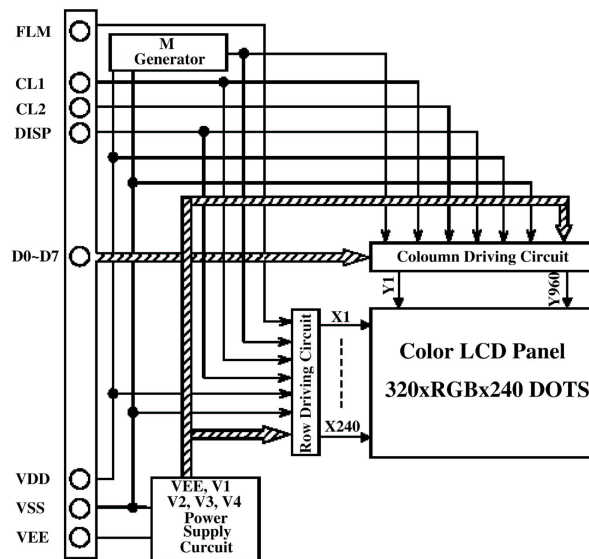 FLM
M
Generator
CL1
CL2
DISP
D0~D7
Coloumn Driving Circuit
Y1
Y960
Row Driving Circuit
X1
X240
Color LCD Panel
320xRGBx240 DOTS
VDD
VSS
VEE
VEE, V1
V2, V3, V4
Power
Supply
Curcuit